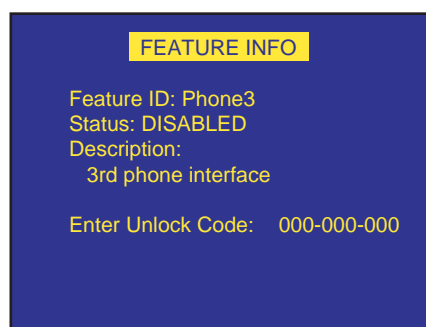 FEATURE INFO
Feature ID: Phone3
Status: DISABLED
Description:
3rd phone interface
Enter Unlock Code: 000-000-000